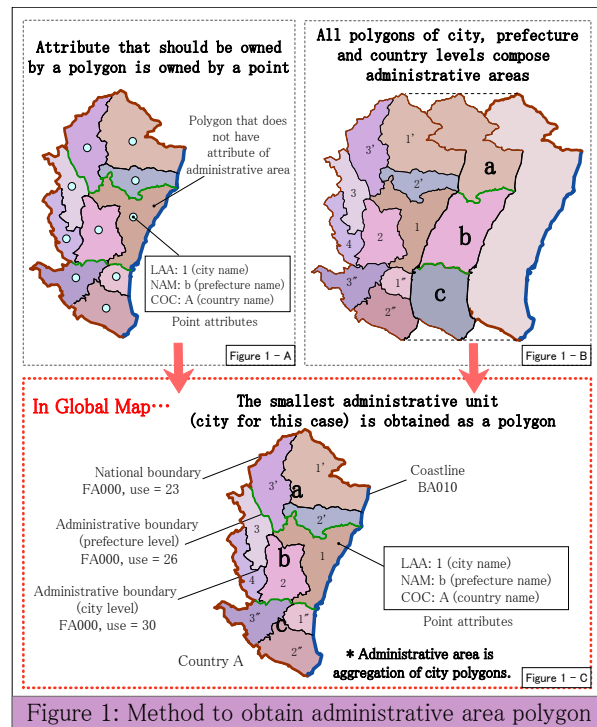 Attribute that should be owned
by a polygon is owned by a point
Polygon that does
not have
attribute of
administrative area
LAA: 1 (city name)
NAM: b (prefecture name)
COC: A (country name)
Point attributes
Figure 1 - A
All polygons of city, prefecture
and country levels compose
administrative areas
1'
3'
2'
a
3
1
b
4
2
3"
1"
c
2"
Figure 1 - B
In Global Map…
The smallest administrative unit
(city for this case) is obtained as a polygon
National boundary
FA000, use = 23
Administrative boundary
(prefecture level)
FA000, use = 26
Administrative boundary
(city level)
FA000, use = 30
Country A
1'
3'
a
2'
3
1
b
4
2
3"
c
1"
2"
Coastline
BA010
LAA: 1 (city name)
NAM: b (prefecture name)
COC: A (country name)
Point attributes
* Administrative area is
aggregation of city polygons.
Figure 1 - C
Figure 1: Method to obtain administrative area polygon